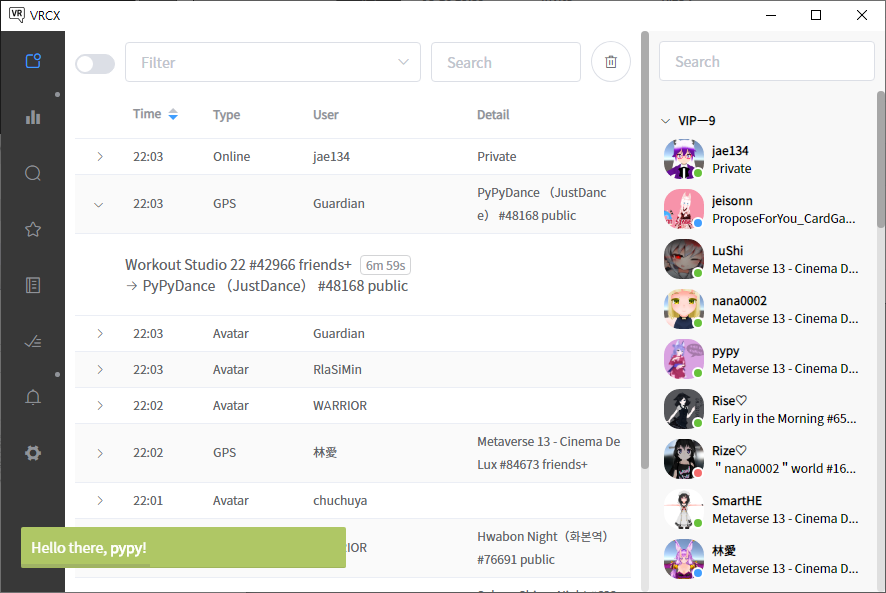 VRCX
Filter
Search
Time Type User Detail
22:03 Online jae134 Private
22:03 GPS Guardian PyPyDance （JustDanc
e） #48168 public
Workout Studio 22 #42966 friends+ 6m 59s
→ PyPyDance （JustDance） #48168 public
22:03 Avatar Guardian
22:03 Avatar RlaSiMin
22:02 Avatar WARRIOR
22:02 GPS 林愛 Metaverse 13 - Cinema De
Lux #84673 friends+
22:01 Avatar chuchuya
Hwabon Night（화본역）
#76691 public
Hello there, pypy!
Search
VIP—9
jae134
Private
jeisonn
ProposeForYou_CardGa...
LuShi
Metaverse 13 - Cinema D...
nana0002
Metaverse 13 - Cinema D...
pypy
Metaverse 13 - Cinema D...
Rise♡
Early in the Morning #65...
Rize♡
＂nana0002＂world #16...
SmartHE
Metaverse 13 - Cinema D...
林愛
Metaverse 13 - Cinema D...